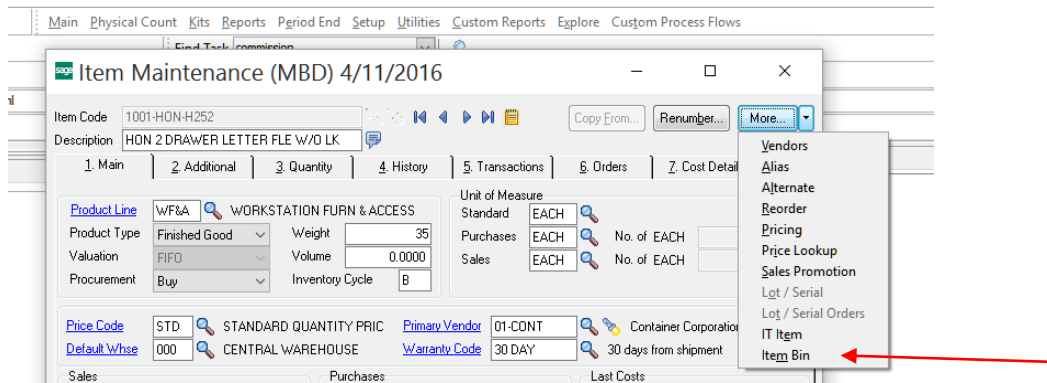 Main Physical Count Kits Reports Period End Setup Utilities Custom Reports Explore Custom Process Flows
Find Task commission
sage Item Maintenance (MBD) 4/11/2016
Item Code 1001-HON-H252 Copy From... Renumber... More...
Description HON 2 DRAWER LETTER FLE W/O LK
1. Main 2. Additional 3. Quantity 4. History 5. Transactions 6. Orders 7. Cost Detail
Vendors
Alias
Alternate
Reorder
Pricing
Price Lookup
Sales Promotion
Lot / Serial
Lot / Serial Orders
IT Item
Item Bin
Unit of Measure
Product Line WF&A WORKSTATION FURN & ACCESS Standard EACH
Product Type Finished Good Weight 35 Purchases EACH No. of EACH
Valuation FIFO Volume 0.0000 Sales EACH No. of EACH
Procurement Buy Inventory Cycle B
Price Code STD STANDARD QUANTITY PRIC Primary Vendor 01-CONT Container Corporation
Default Whse 000 CENTRAL WAREHOUSE Warranty Code 30 DAY 30 days from shipment
Sales Purchases Last Costs